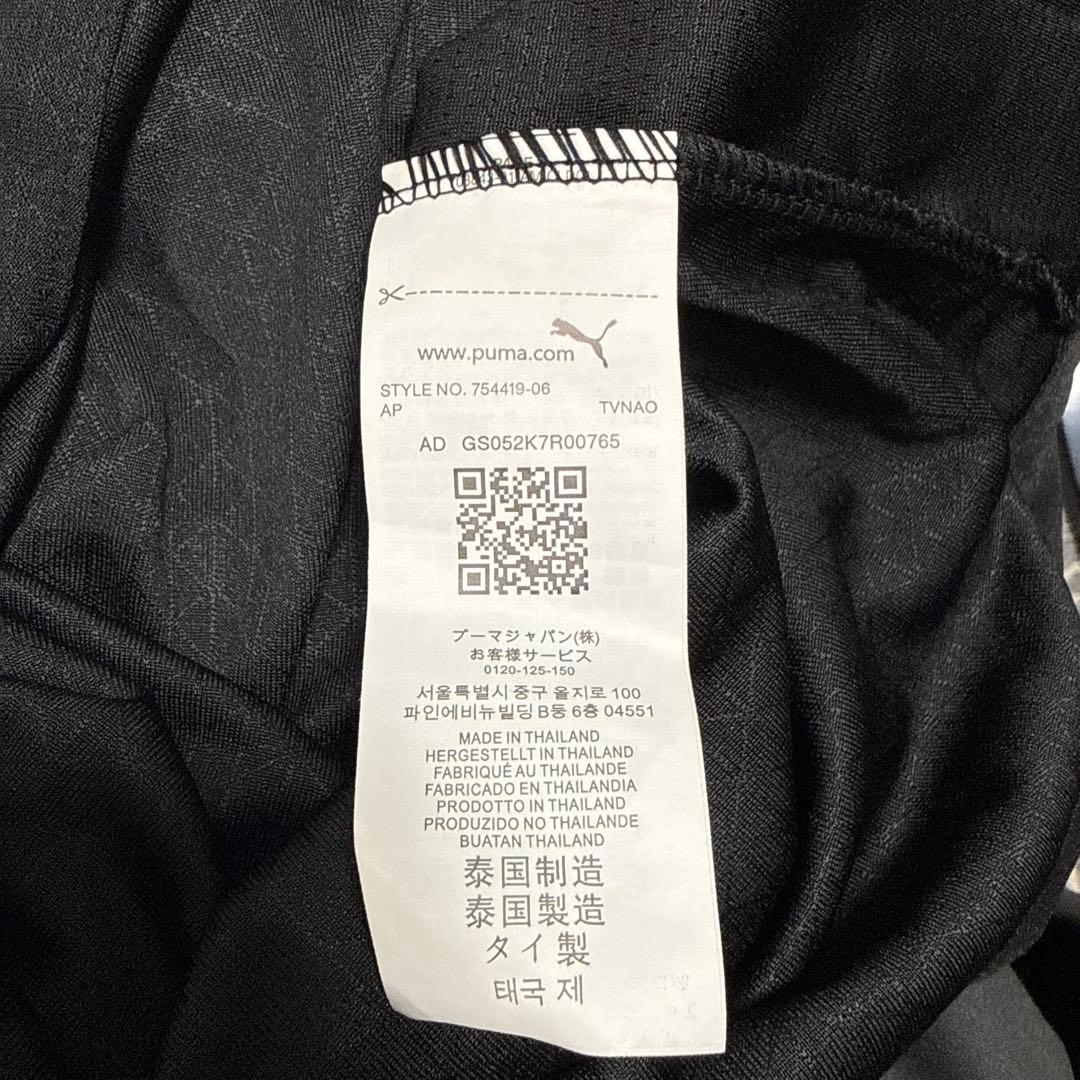 www.puma.com
STYLE NO. 754419-06
AP TVNAO
AD GS052K7R00765
プーマジャパン(株)
お客様サービス
0120-125-150
서울특별시 중구 을지로 100
파인에비뉴빌딩 B동 6층 04551
MADE IN THAILAND
HERGESTELLT IN THAILAND
FABRIQUÉ AU THAILANDE
FABRICADO EN THAILANDIA
PRODOTTO IN THAILAND
PRODUZIDO NO THAILANDE
BUATAN THAILAND
泰国制造
泰国製造
タイ製
태국 제